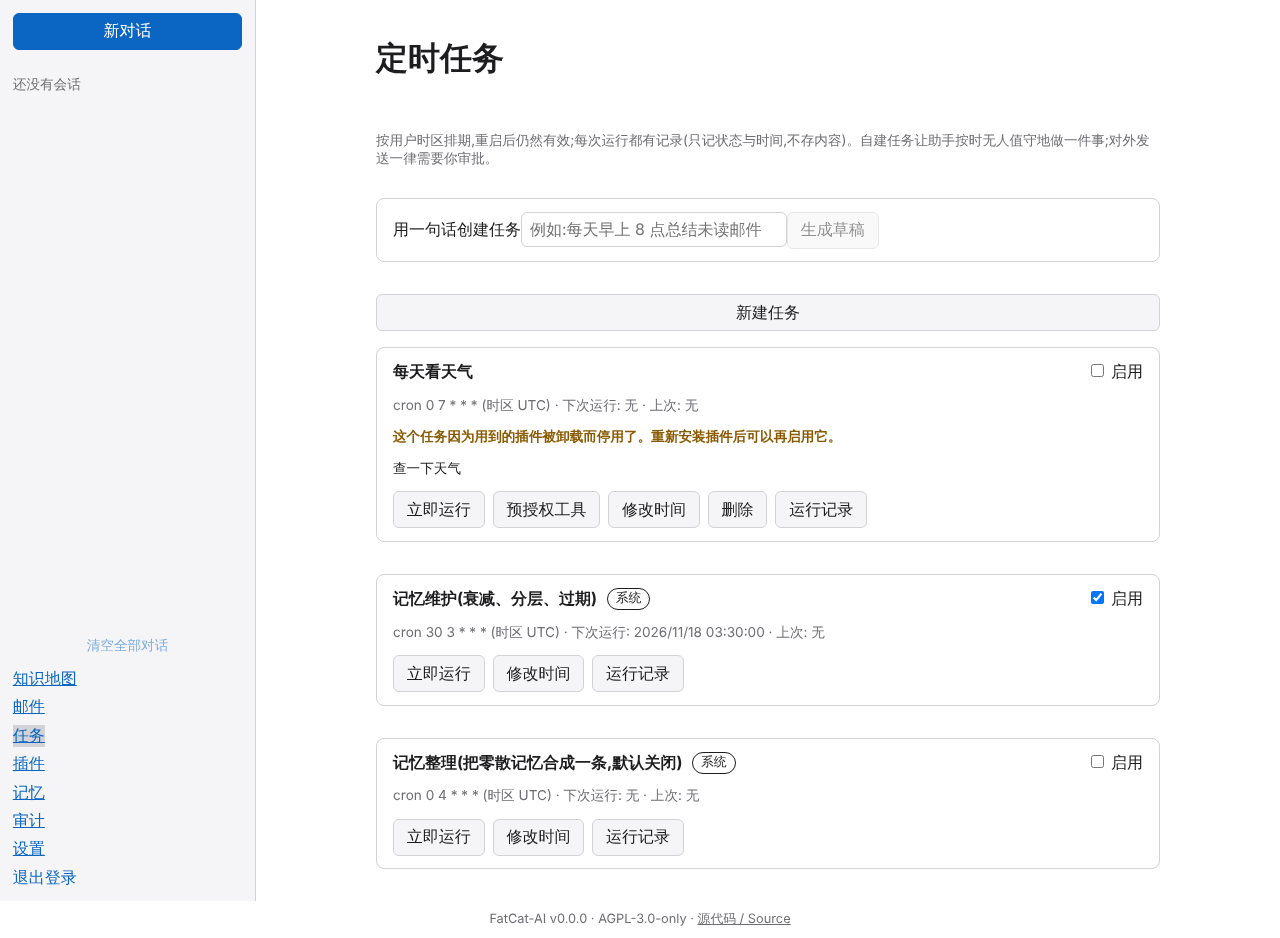 新对话
还没有会话
清空全部对话
知识地图
邮件
任务
插件
记忆
审计
设置
退出登录
定时任务
按用户时区排期,重启后仍然有效;每次运行都有记录(只记状态与时间,不存内容)。自建任务让助手按时无人值守地做一件事;对外发
送一律需要你审批。
用一句话创建任务 例如:每天早上 8 点总结未读邮件 生成草稿
新建任务
每天看天气 启用
cron 0 7 * * * (时区 UTC) · 下次运行: 无 · 上次: 无
这个任务因为用到的插件被卸载而停用了。重新安装插件后可以再启用它。
查一下天气
立即运行 预授权工具 修改时间 删除 运行记录
记忆维护(衰减、分层、过期) 系统 启用
cron 30 3 * * * (时区 UTC) · 下次运行: 2026/11/18 03:30:00 · 上次: 无
立即运行 修改时间 运行记录
记忆整理(把零散记忆合成一条,默认关闭) 系统 启用
cron 0 4 * * * (时区 UTC) · 下次运行: 无 · 上次: 无
立即运行 修改时间 运行记录
FatCat-AI v0.0.0 · AGPL-3.0-only · 源代码 / Source